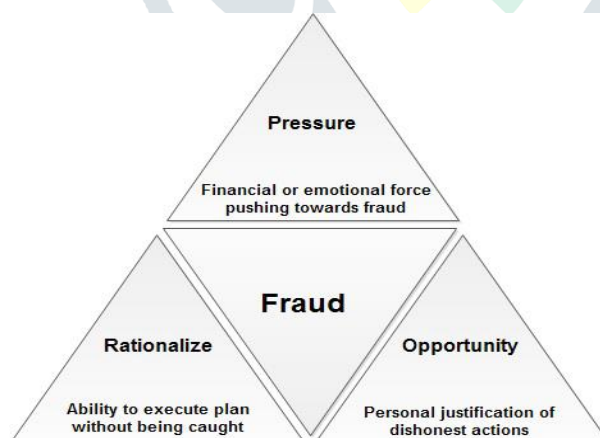 Pressure
Financial or emotional force
pushing towards fraud
Fraud
Rationalize
Ability to execute plan
without being caught
Opportunity
Personal justification of
dishonest actions